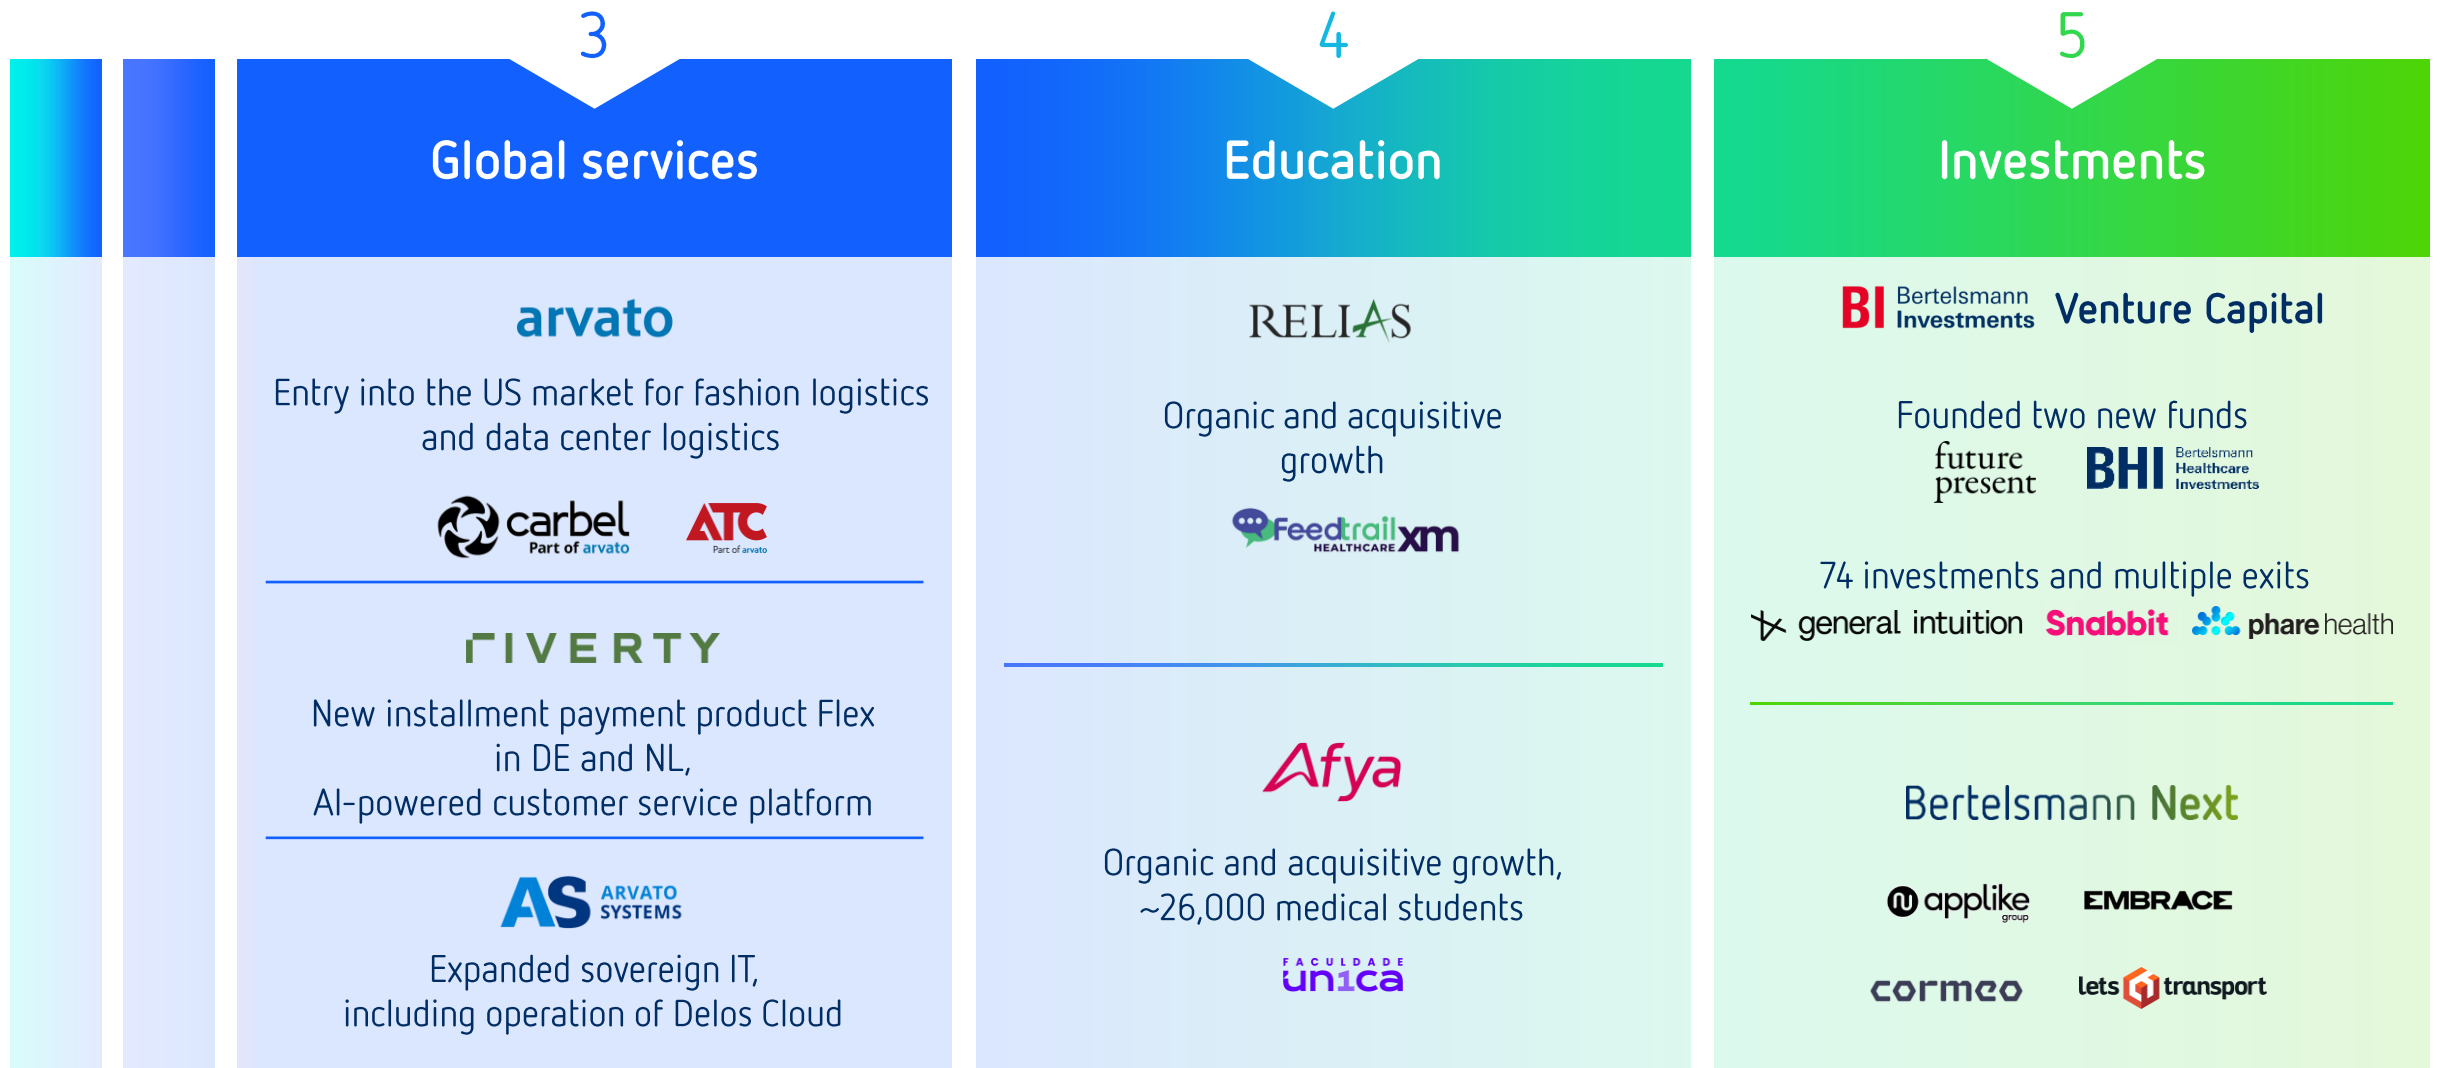 3
Global services
arvato
Entry into the US market for fashion logistics
and data center logistics
carbel
Part of arvato
ATC
Part of arvato
RIVERTY
New installment payment product Flex
in DE and NL,
AI-powered customer service platform
AS ARVATO
SYSTEMS
Expanded sovereign IT,
including operation of Delos Cloud
4
Education
RELIAS
Organic and acquisitive
growth
Feedtrail xm
HEALTHCARE
Afya
Organic and acquisitive growth,
~26,000 medical students
FACULDADE
un1ca
5
Investments
BI Bertelsmann
Investments
Venture Capital
Founded two new funds
future
present
BHI Bertelsmann
Healthcare
Investments
74 investments and multiple exits
general intuition Snabbit phare health
Bertelsmann Next
applike
group
EMBRACE
cormeo
lets transport